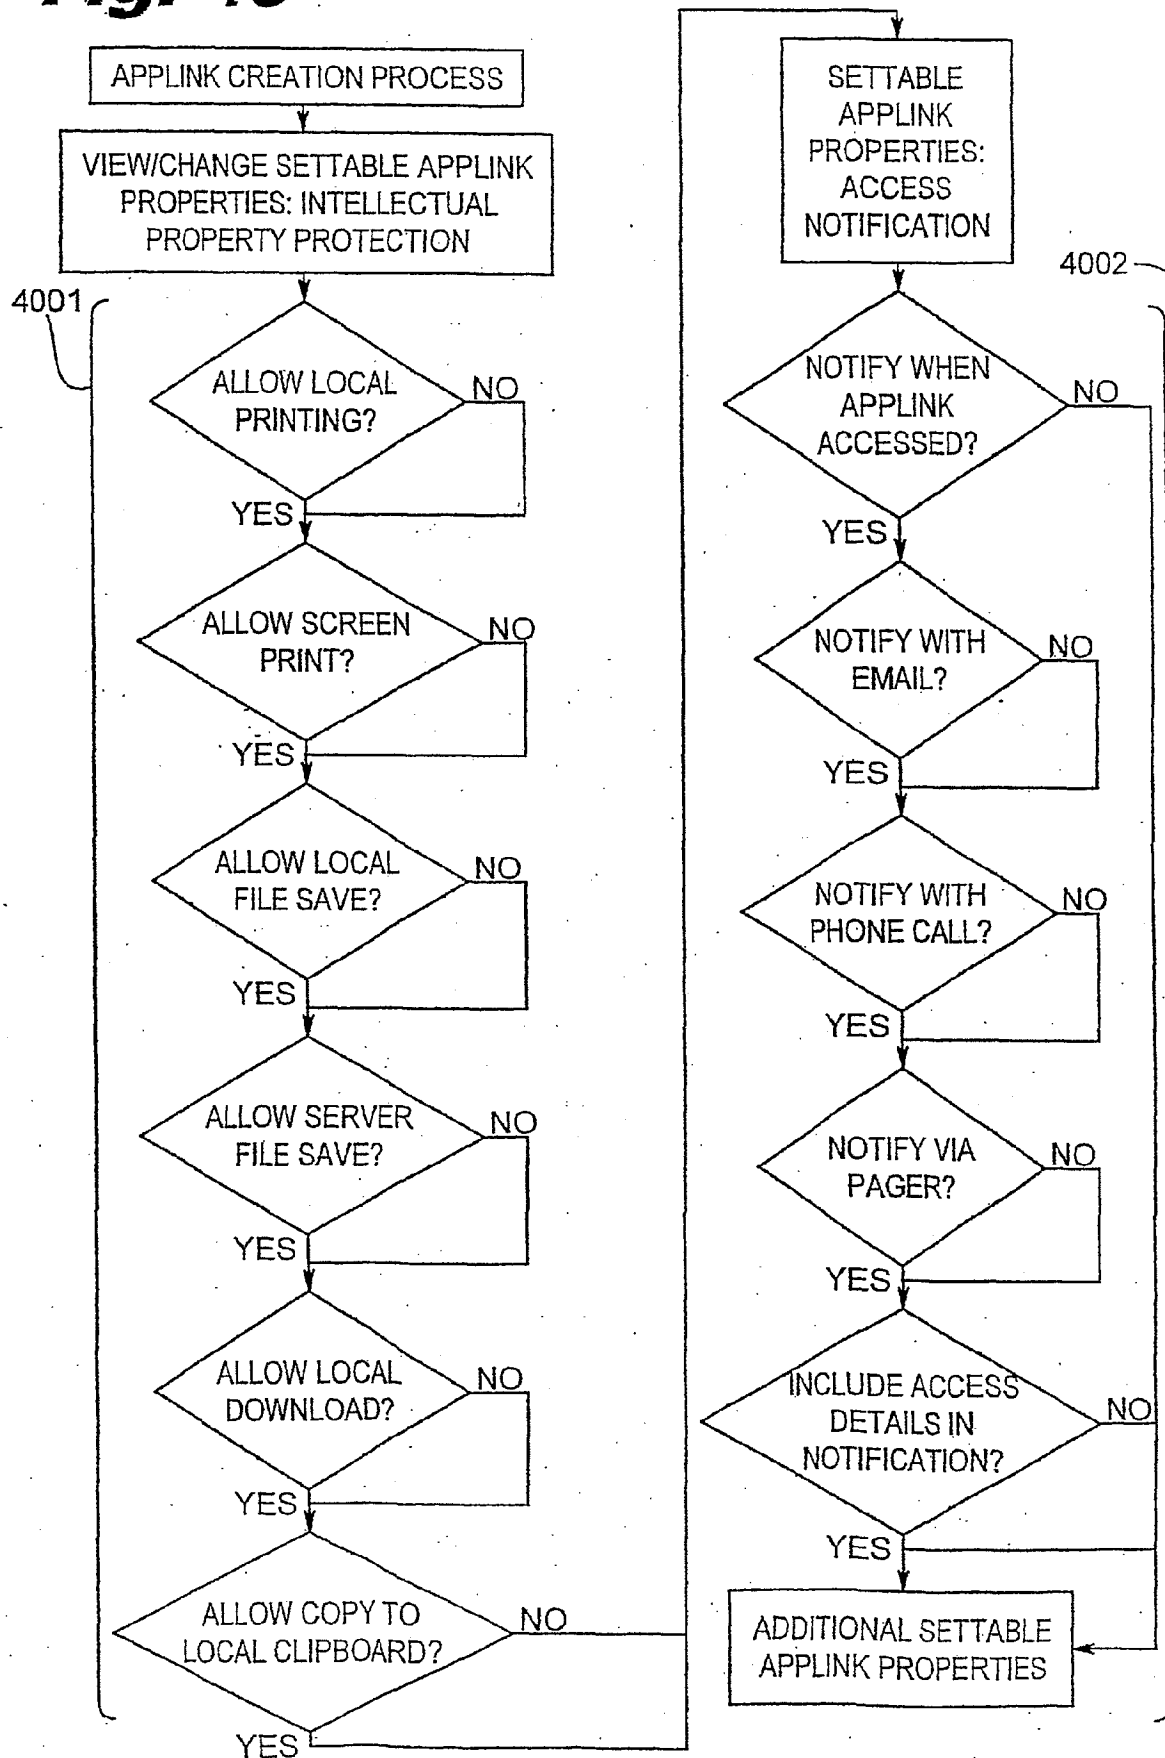 APPLINK CREATION PROCESS
VIEW/CHANGE SETTABLE APPLINK
PROPERTIES: INTELLECTUAL
PROPERTY PROTECTION
4001
ALLOW LOCAL
PRINTING?
NO
YES
ALLOW SCREEN
PRINT?
NO
YES
ALLOW LOCAL
FILE SAVE?
NO
YES
ALLOW SERVER
FILE SAVE?
NO
YES
ALLOW LOCAL
DOWNLOAD?
NO
YES
ALLOW COPY TO
LOCAL CLIPBOARD?
NO
YES
SETTABLE
APPLINK
PROPERTIES:
ACCESS
NOTIFICATION
4002
NOTIFY WHEN
APPLINK
ACCESSED?
NO
YES
NOTIFY WITH
EMAIL?
NO
YES
NOTIFY WITH
PHONE CALL?
NO
YES
NOTIFY VIA
PAGER?
NO
YES
INCLUDE ACCESS
DETAILS IN
NOTIFICATION?
NO
YES
ADDITIONAL SETTABLE
APPLINK PROPERTIES